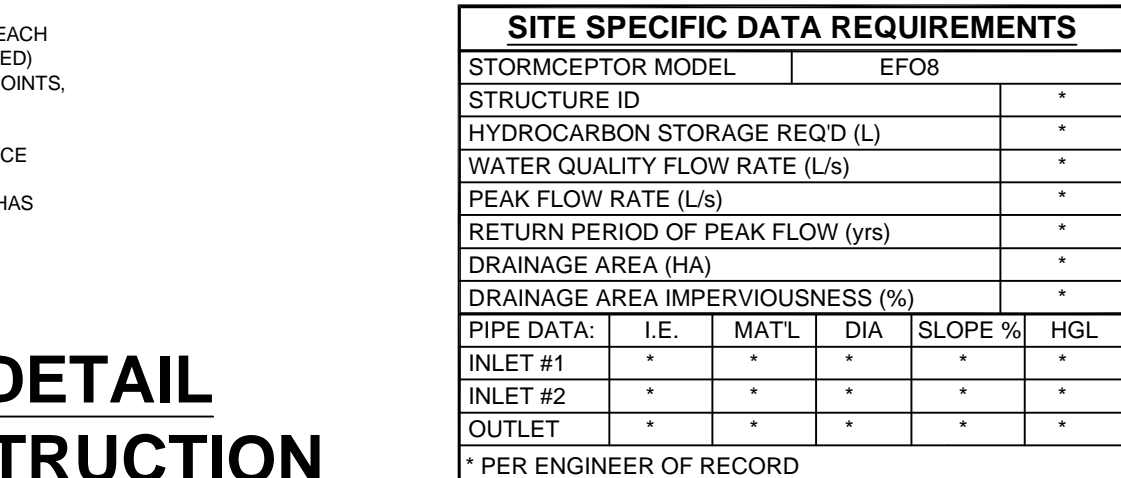 EACH
ED)
OINTS,
CE
HAS
DETAIL
TRUCTION
SITE SPECIFIC DATA REQUIREMENTS
STORMCEPTOR MODEL EFO8
STRUCTURE ID *
HYDROCARBON STORAGE REQ'D (L) *
WATER QUALITY FLOW RATE (L/s) *
PEAK FLOW RATE (L/s) *
RETURN PERIOD OF PEAK FLOW (yrs) *
DRAINAGE AREA (HA) *
DRAINAGE AREA IMPERVIOUSNESS (%) *
PIPE DATA: I.E. MAT'L DIA SLOPE % HGL
INLET #1 * * * * *
INLET #2 * * * * *
OUTLET * * * * *
* PER ENGINEER OF RECORD